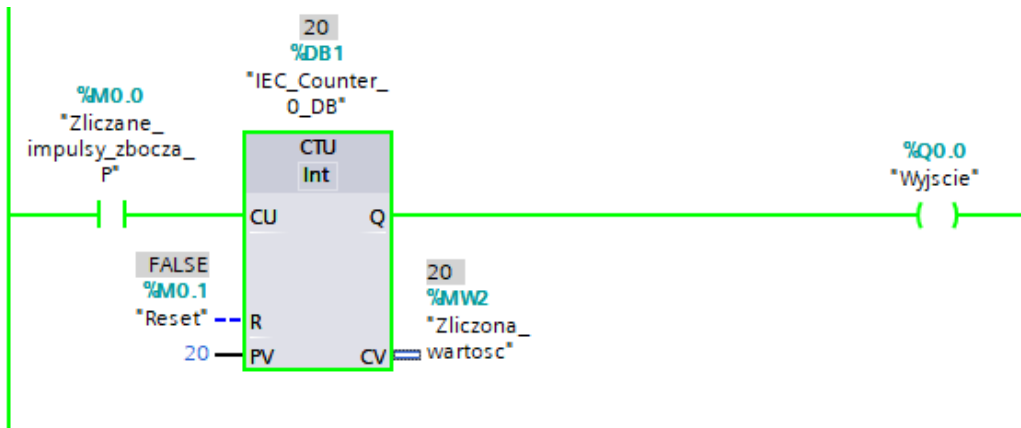 20
%DB1
"IEC_Counter_
0_DB"
%M0.0
"Zliczane_
impulsy_zbocza_
P"
CTU
Int
%Q0.0
"Wyjscie"
CU
Q
FALSE
%M0.1
"Reset"
R
20
PV
CV
20
%MW2
"Zliczona_
wartosc"